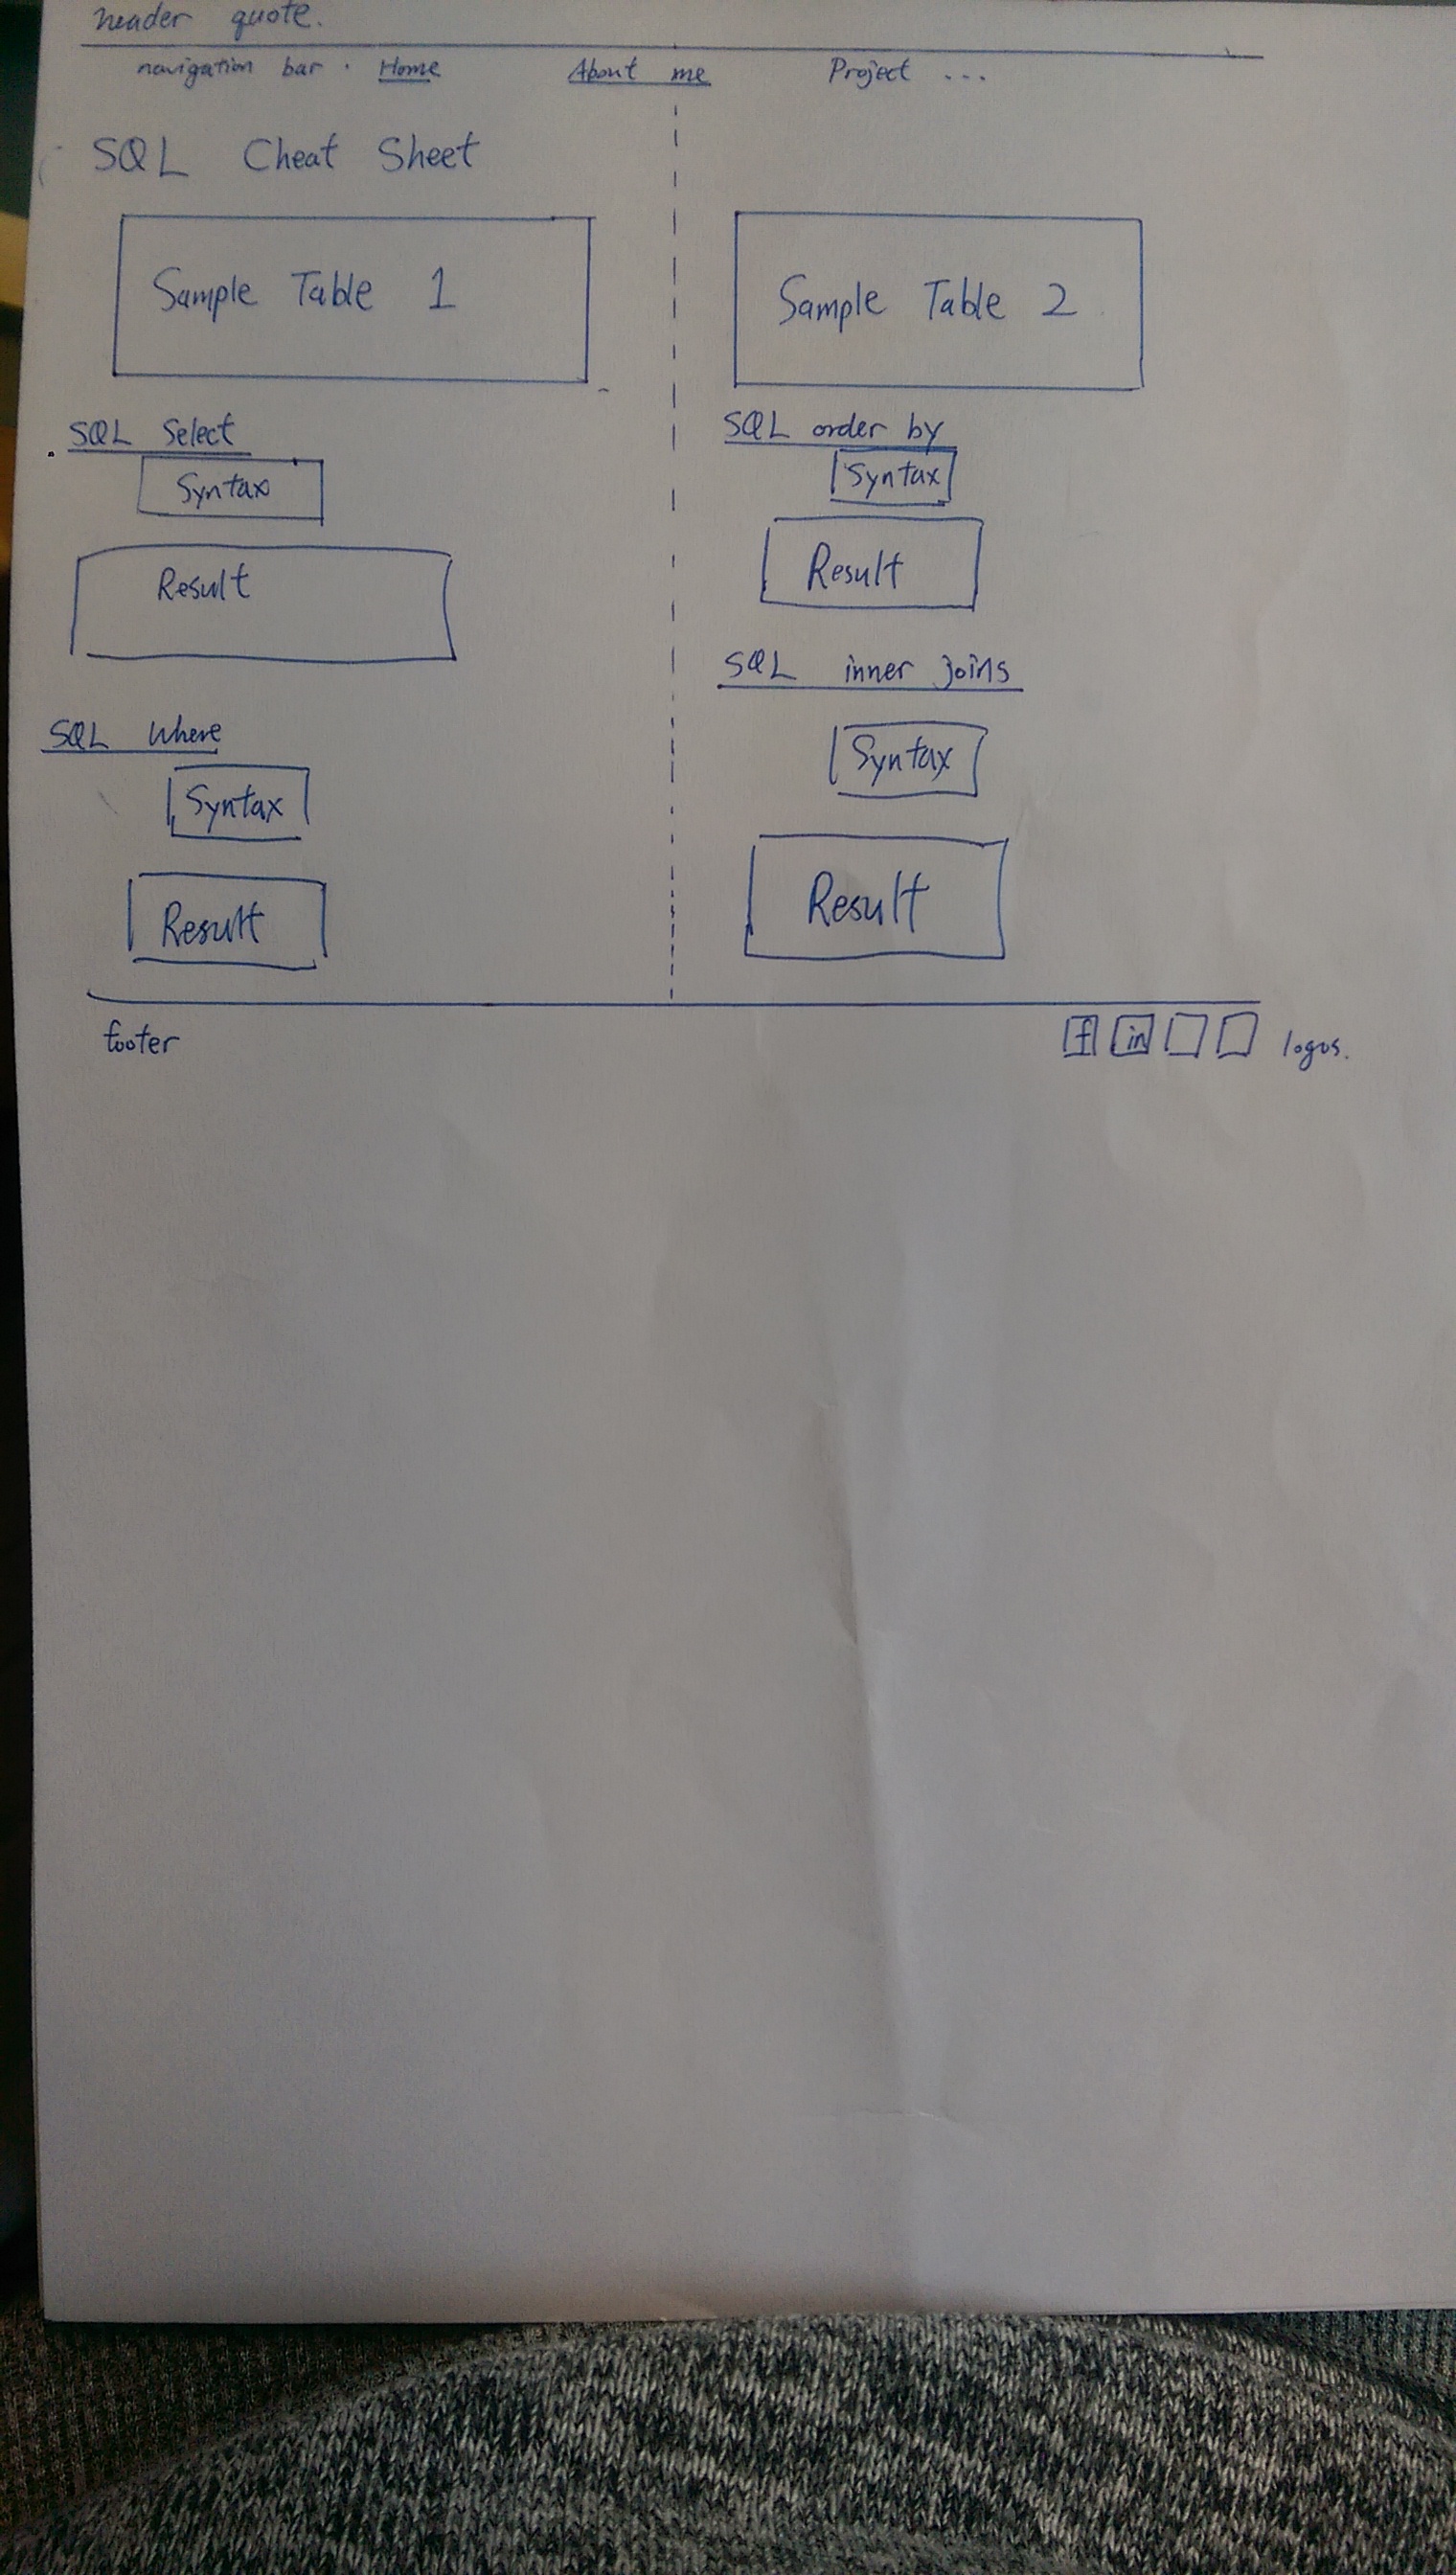 header quote.
navigation bar . Home About me Project ...
SQL Cheat Sheet
Sample Table 1
Sample Table 2
SQL Select
Syntax
Result
SQL Where
Syntax
Result
SQL order by
Syntax
Result
SQL inner joins
Syntax
Result
footer
f in logos.